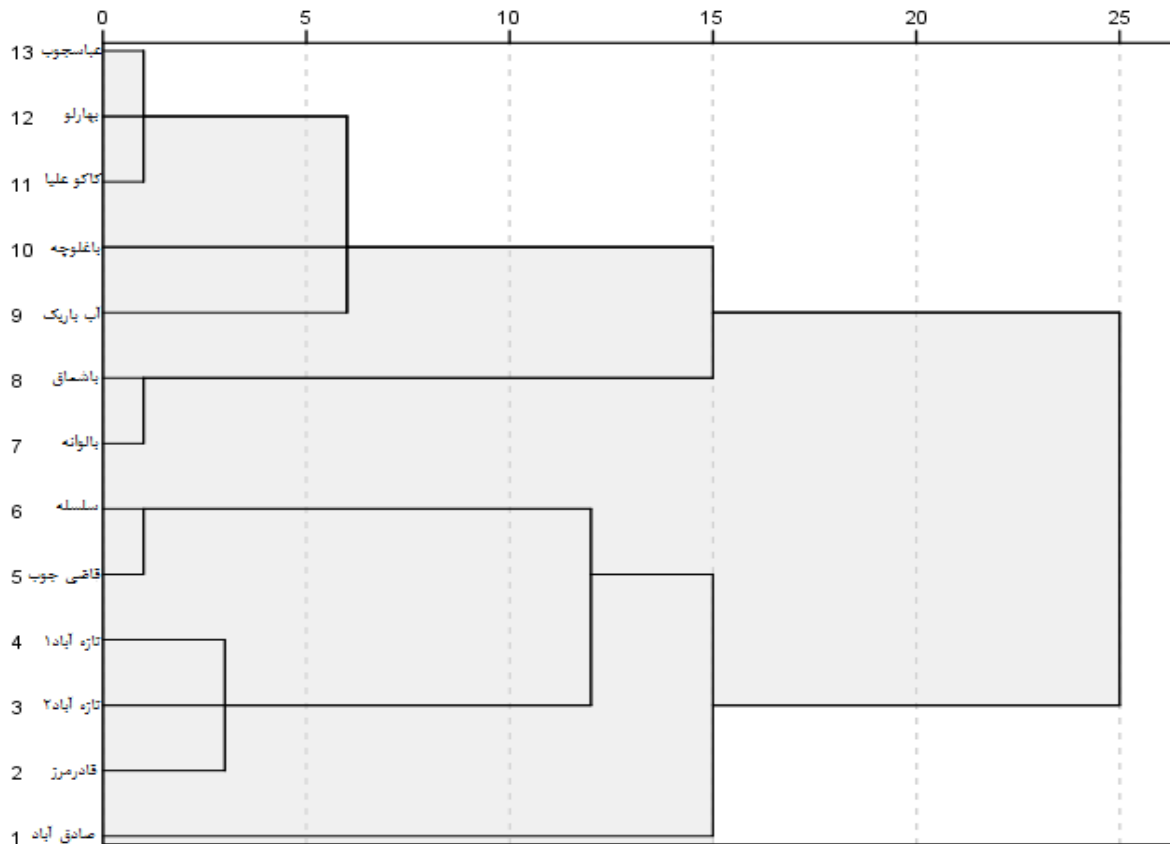 0 5 10 15 20 25
13 عباسجوب
12 بهارلو
11 کاکو علیا
10 باغلوچه
9 آب باریک
8 باشماق
7 بالوانه
6 سلسله
5 قاضی جوب
4 تازه آباد۱
3 تازه آباد۲
2 قادرمرز
1 صادق آباد